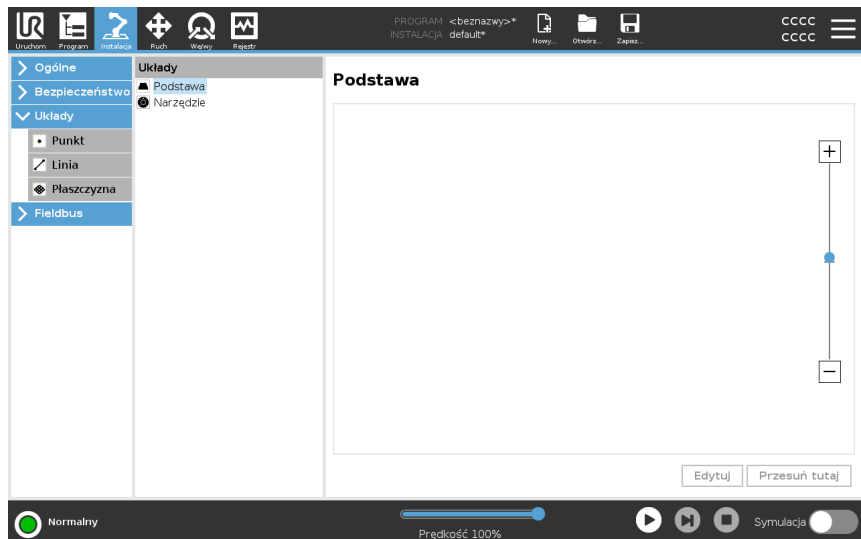 PROGRAM <beznazwy>*
INSTALACJA default*
CCCC
CCCC
Uruchom Program Instalacja Ruch We/wy Rejestr Nowy... Otwórz... Zapisz...
Ogólne
Bezpieczeństwo
Układy
Punkt
Linia
Płaszczyzna
Fieldbus
Układy
Podstawa
Narzędzie
Podstawa
Edytuj Przesuń tutaj
Normalny
Prędkość 100%
Symulacja